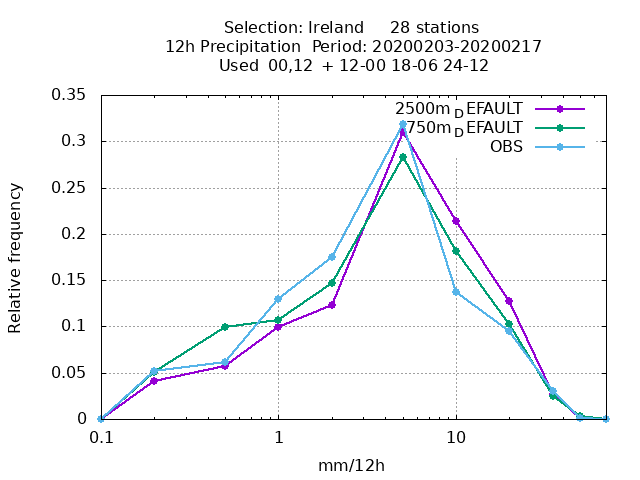 Selection: Ireland 28 stations
12h Precipitation Period: 20200203-20200217
Used 00,12 + 12-00 18-06 24-12
0.35
0.3
0.25
0.2
0.15
0.1
0.05
0
Relative frequency
2500m_DEFAULT
750m_DEFAULT
OBS
0.1 1 10
mm/12h